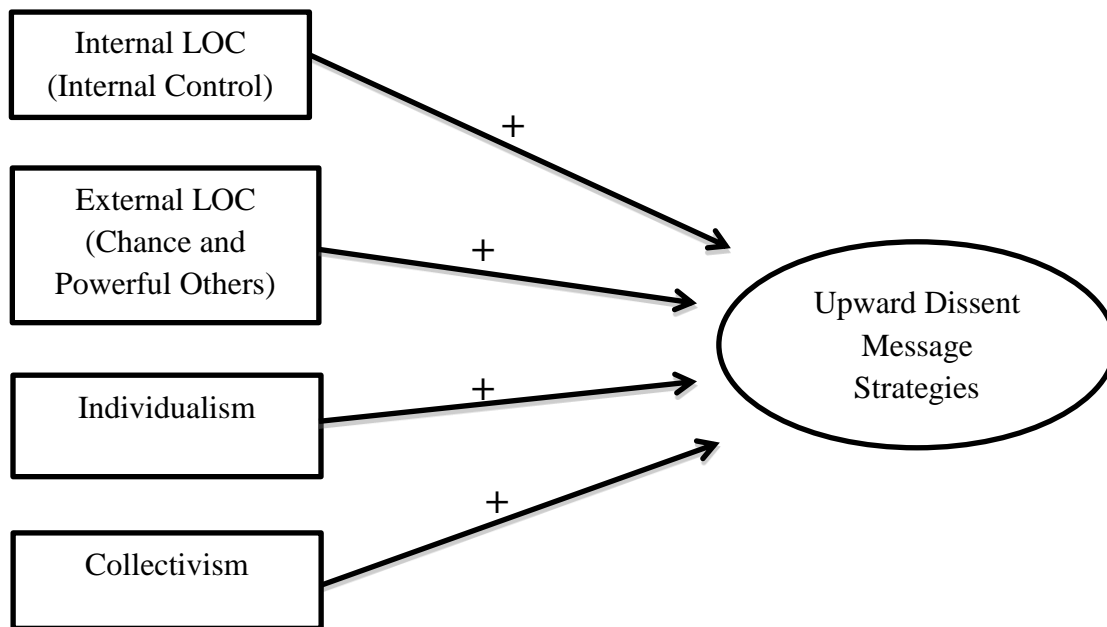 Internal LOC
(Internal Control)
+
External LOC
(Chance and
Powerful Others)
+
Individualism
+
Collectivism
+
Upward Dissent
Message
Strategies